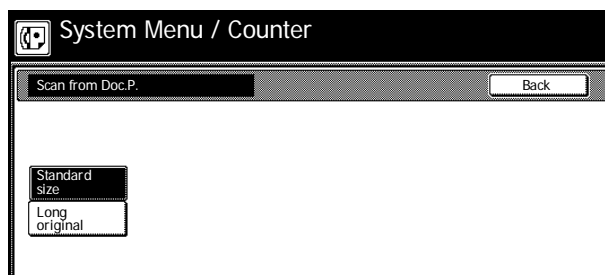 System Menu / Counter
Scan from Doc.P.
Back
Standard
size
Long
original